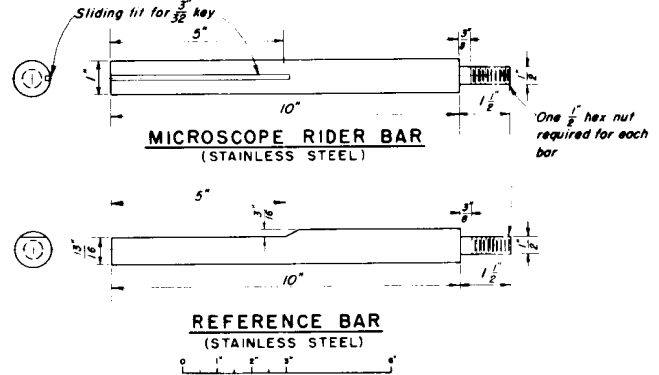 Sliding fit for 3/32" key
5"
3/8"
1"
1/2"
10"
1 1/2"
One 1/2" hex nut
required for each
bar
MICROSCOPE RIDER BAR
(STAINLESS STEEL)
5"
3/16"
3/8"
13/16"
1/2"
10"
1 1/2"
REFERENCE BAR
(STAINLESS STEEL)
0 1" 2" 3" 6"